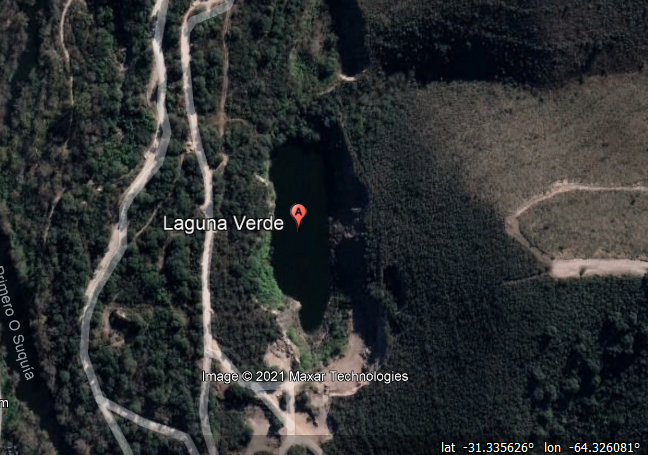 A
Laguna Verde
Primero O Suquía
Image © 2021 Maxar Technologies
m
lat -31.335626° lon -64.326081°